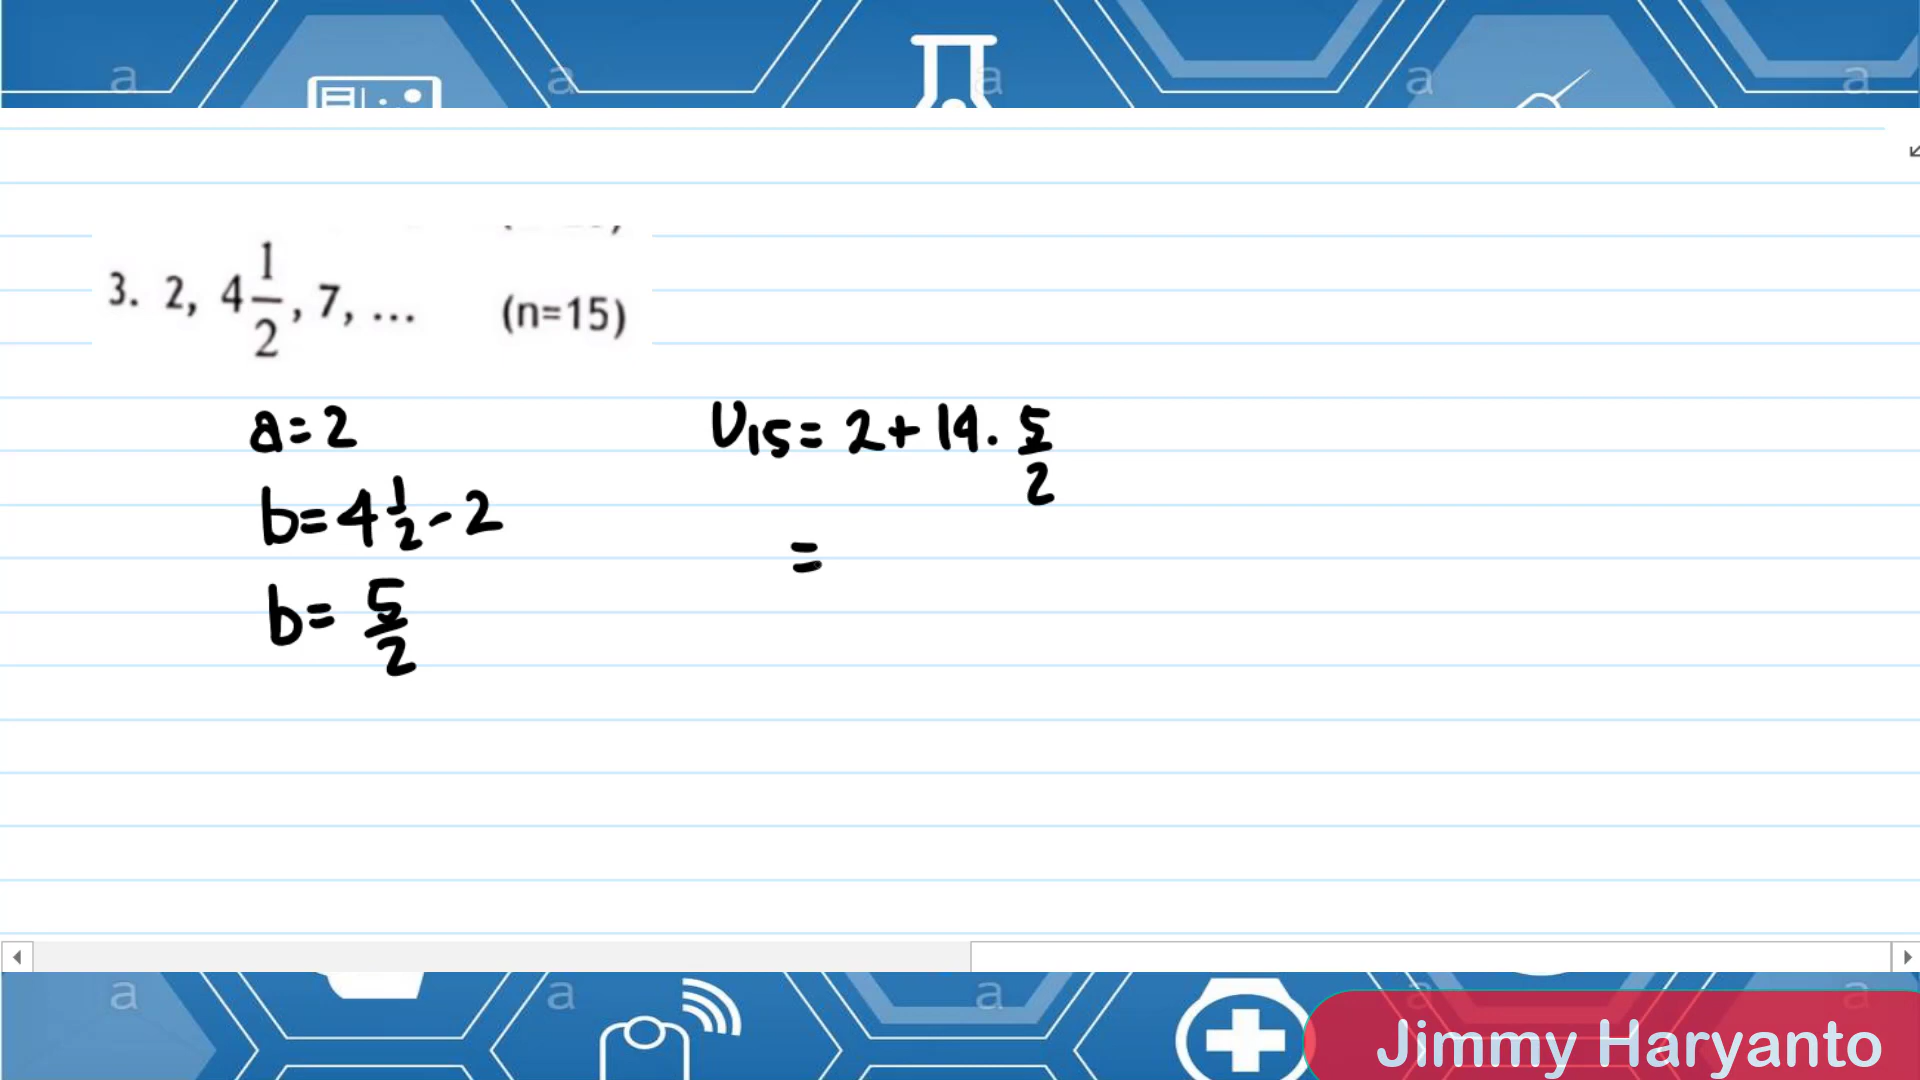 3. 2, 4 1/2, 7, ... (n=15)
a=2
b=4 1/2 - 2
b= 5/2
U15= 2+ 14. 5/2
=
Jimmy Haryanto
a a a a a
a a a a a